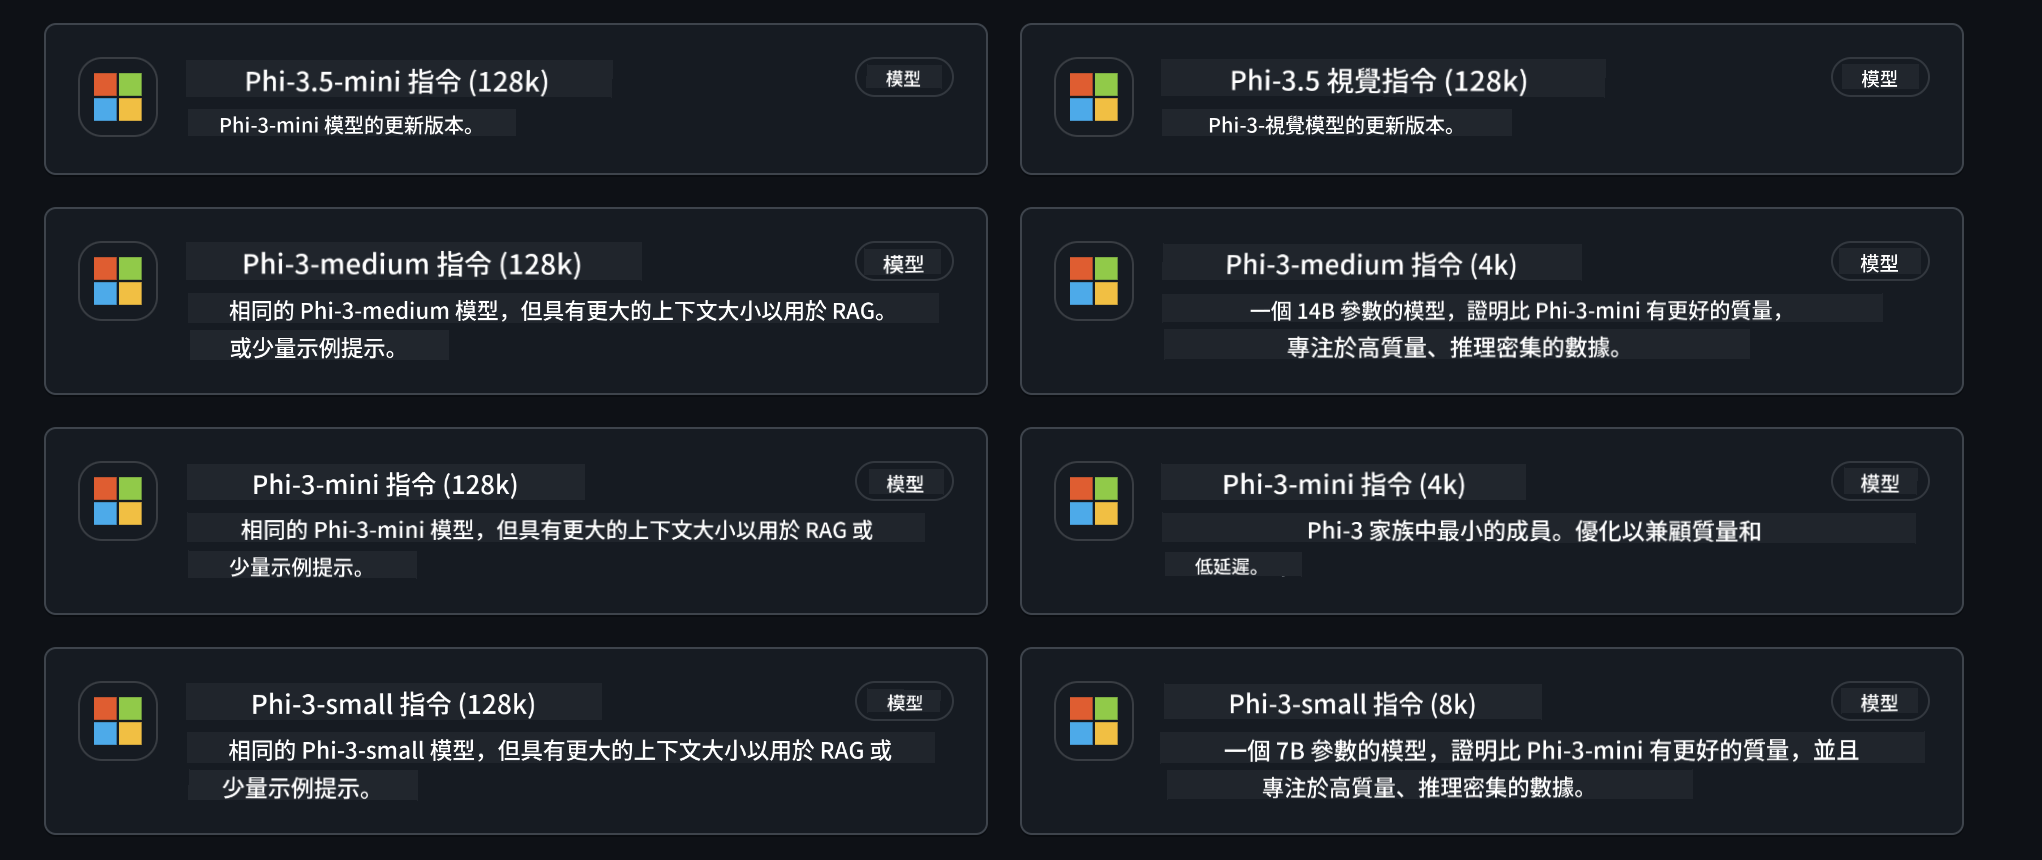 Phi-3.5-mini 指令 (128k)
模型
Phi-3-mini 模型的更新版本。
Phi-3.5 視覺指令 (128k)
模型
Phi-3-視覺模型的更新版本。
Phi-3-medium 指令 (128k)
模型
相同的 Phi-3-medium 模型，但具有更大的上下文大小以用於 RAG。
或少量示例提示。
Phi-3-medium 指令 (4k)
模型
一個 14B 參數的模型，證明比 Phi-3-mini 有更好的質量，
專注於高質量、推理密集的數據。
Phi-3-mini 指令 (128k)
模型
相同的 Phi-3-mini 模型，但具有更大的上下文大小以用於 RAG 或
少量示例提示。
Phi-3-mini 指令 (4k)
模型
Phi-3 家族中最小的成員。優化以兼顧質量和
低延遲。
Phi-3-small 指令 (128k)
模型
相同的 Phi-3-small 模型，但具有更大的上下文大小以用於 RAG 或
少量示例提示。
Phi-3-small 指令 (8k)
模型
一個 7B 參數的模型，證明比 Phi-3-mini 有更好的質量，並且
專注於高質量、推理密集的數據。